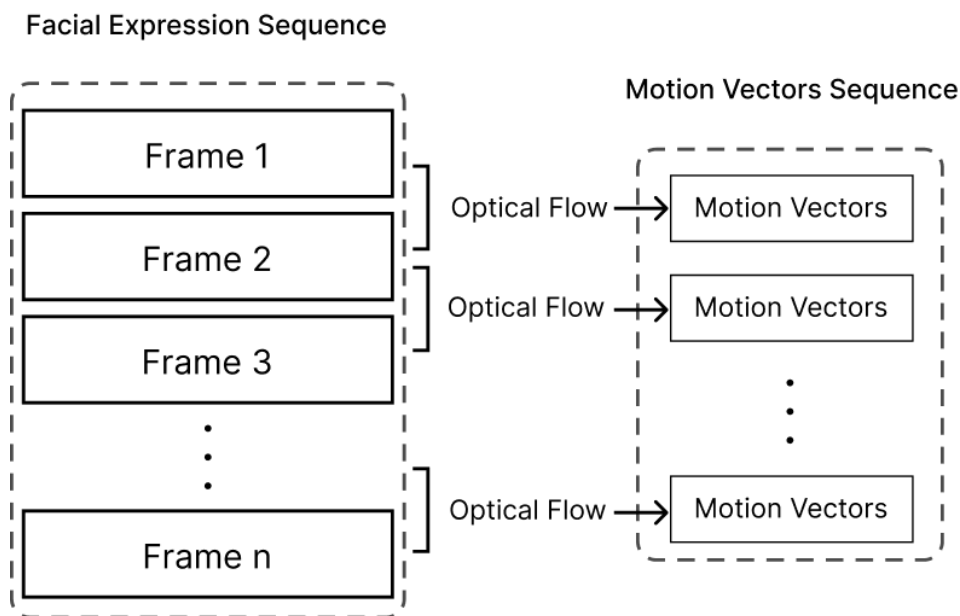 Facial Expression Sequence
Motion Vectors Sequence
Frame 1
Optical Flow
Motion Vectors
Frame 2
Optical Flow
Motion Vectors
Frame 3
Optical Flow
Motion Vectors
Frame n